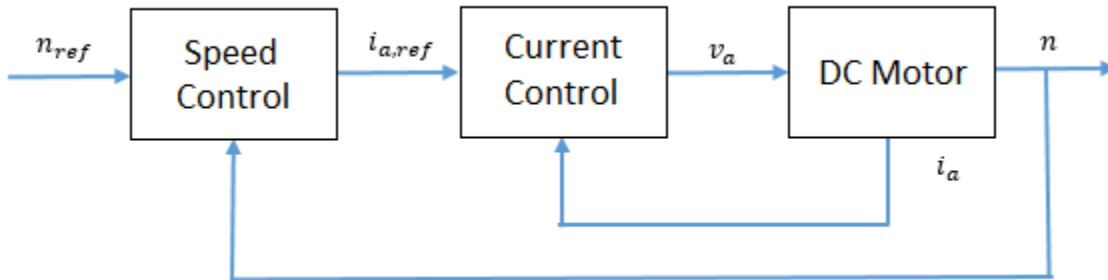 n_ref
Speed
Control
i_a,ref
Current
Control
v_a
DC Motor
n
i_a